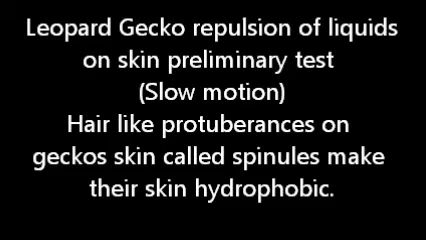 Leopard Gecko repulsion of liquids
on skin preliminary test
(Slow motion)
Hair like protuberances on
geckos skin called spinules make
their skin hydrophobic.